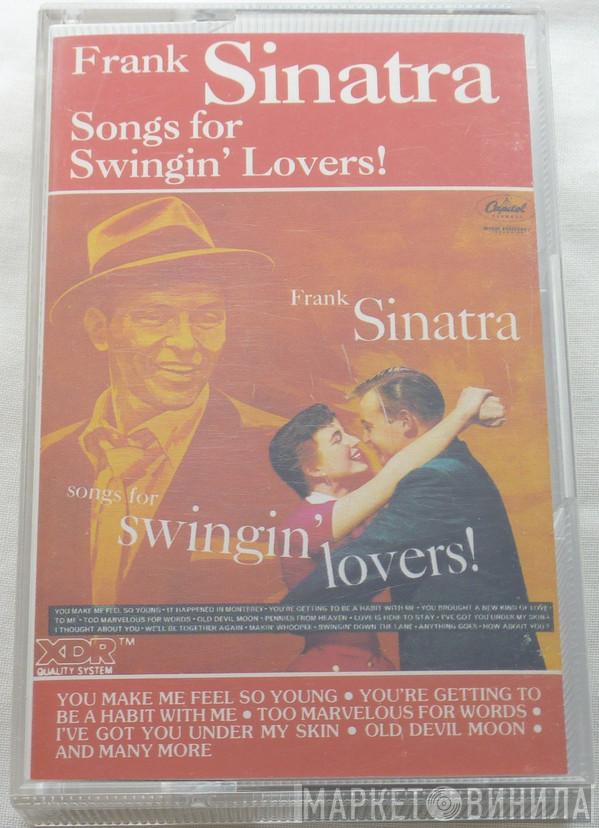 Frank Sinatra
Songs for
Swingin' Lovers!
Capitol
RECORDS
Frank
Sinatra
songs for
swingin'
lovers!
YOU MAKE ME FEEL SO YOUNG • IT HAPPENED IN MONTEREY • YOU'RE GETTING TO BE A HABIT WITH ME • YOU BROUGHT A NEW KIND OF LOVE
TO ME • TOO MARVELOUS FOR WORDS • OLD DEVIL MOON • PENNIES FROM HEAVEN • LOVE IS HERE TO STAY • I'VE GOT YOU UNDER MY SKIN •
I THOUGHT ABOUT YOU • WE'LL BE TOGETHER AGAIN • MAKIN' WHOOPEE • SWINGIN' DOWN THE LANE • ANYTHING GOES • HOW ABOUT YOU?
XDR™
QUALITY SYSTEM
YOU MAKE ME FEEL SO YOUNG • YOU'RE GETTING TO
BE A HABIT WITH ME • TOO MARVELOUS FOR WORDS •
I'VE GOT YOU UNDER MY SKIN • OLD DEVIL MOON •
AND MANY MORE
МАРКЕТ ВИНИЛА